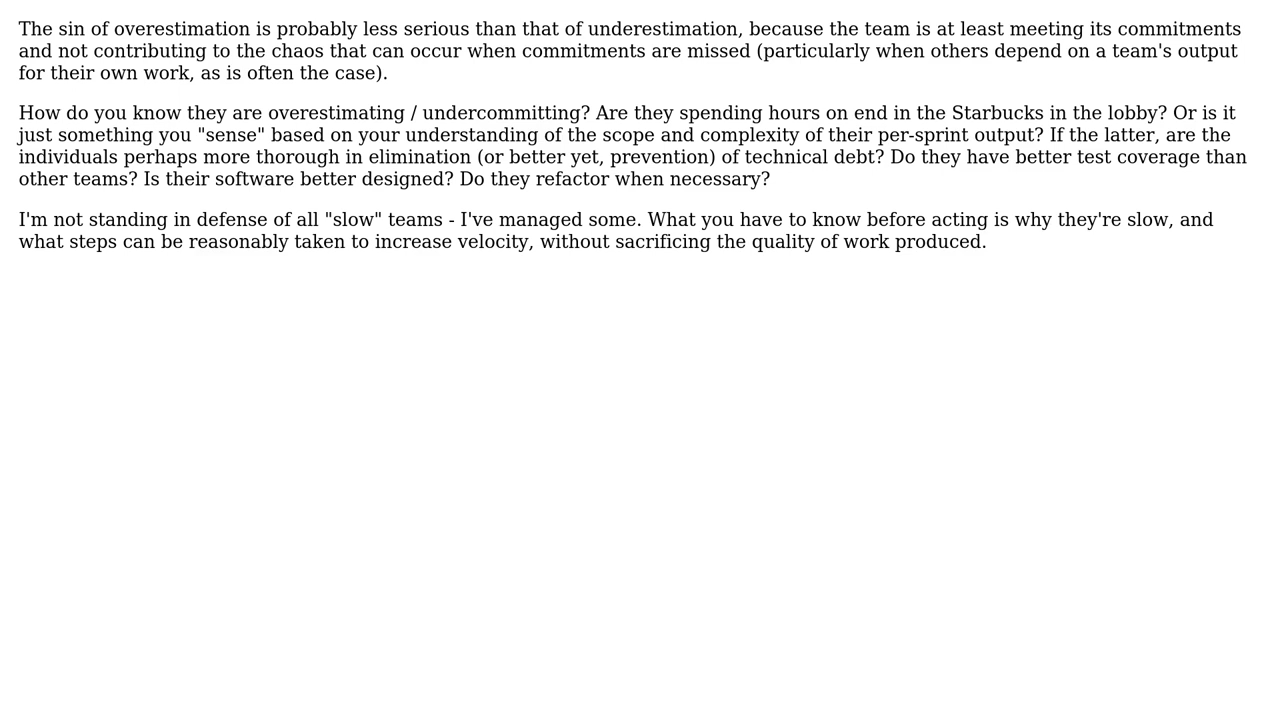 The sin of overestimation is probably less serious than that of underestimation, because the team is at least meeting its commitments
and not contributing to the chaos that can occur when commitments are missed (particularly when others depend on a team's output
for their own work, as is often the case).
How do you know they are overestimating / undercommitting? Are they spending hours on end in the Starbucks in the lobby? Or is it
just something you "sense" based on your understanding of the scope and complexity of their per-sprint output? If the latter, are the
individuals perhaps more thorough in elimination (or better yet, prevention) of technical debt? Do they have better test coverage than
other teams? Is their software better designed? Do they refactor when necessary?
I'm not standing in defense of all "slow" teams - I've managed some. What you have to know before acting is why they're slow, and
what steps can be reasonably taken to increase velocity, without sacrificing the quality of work produced.